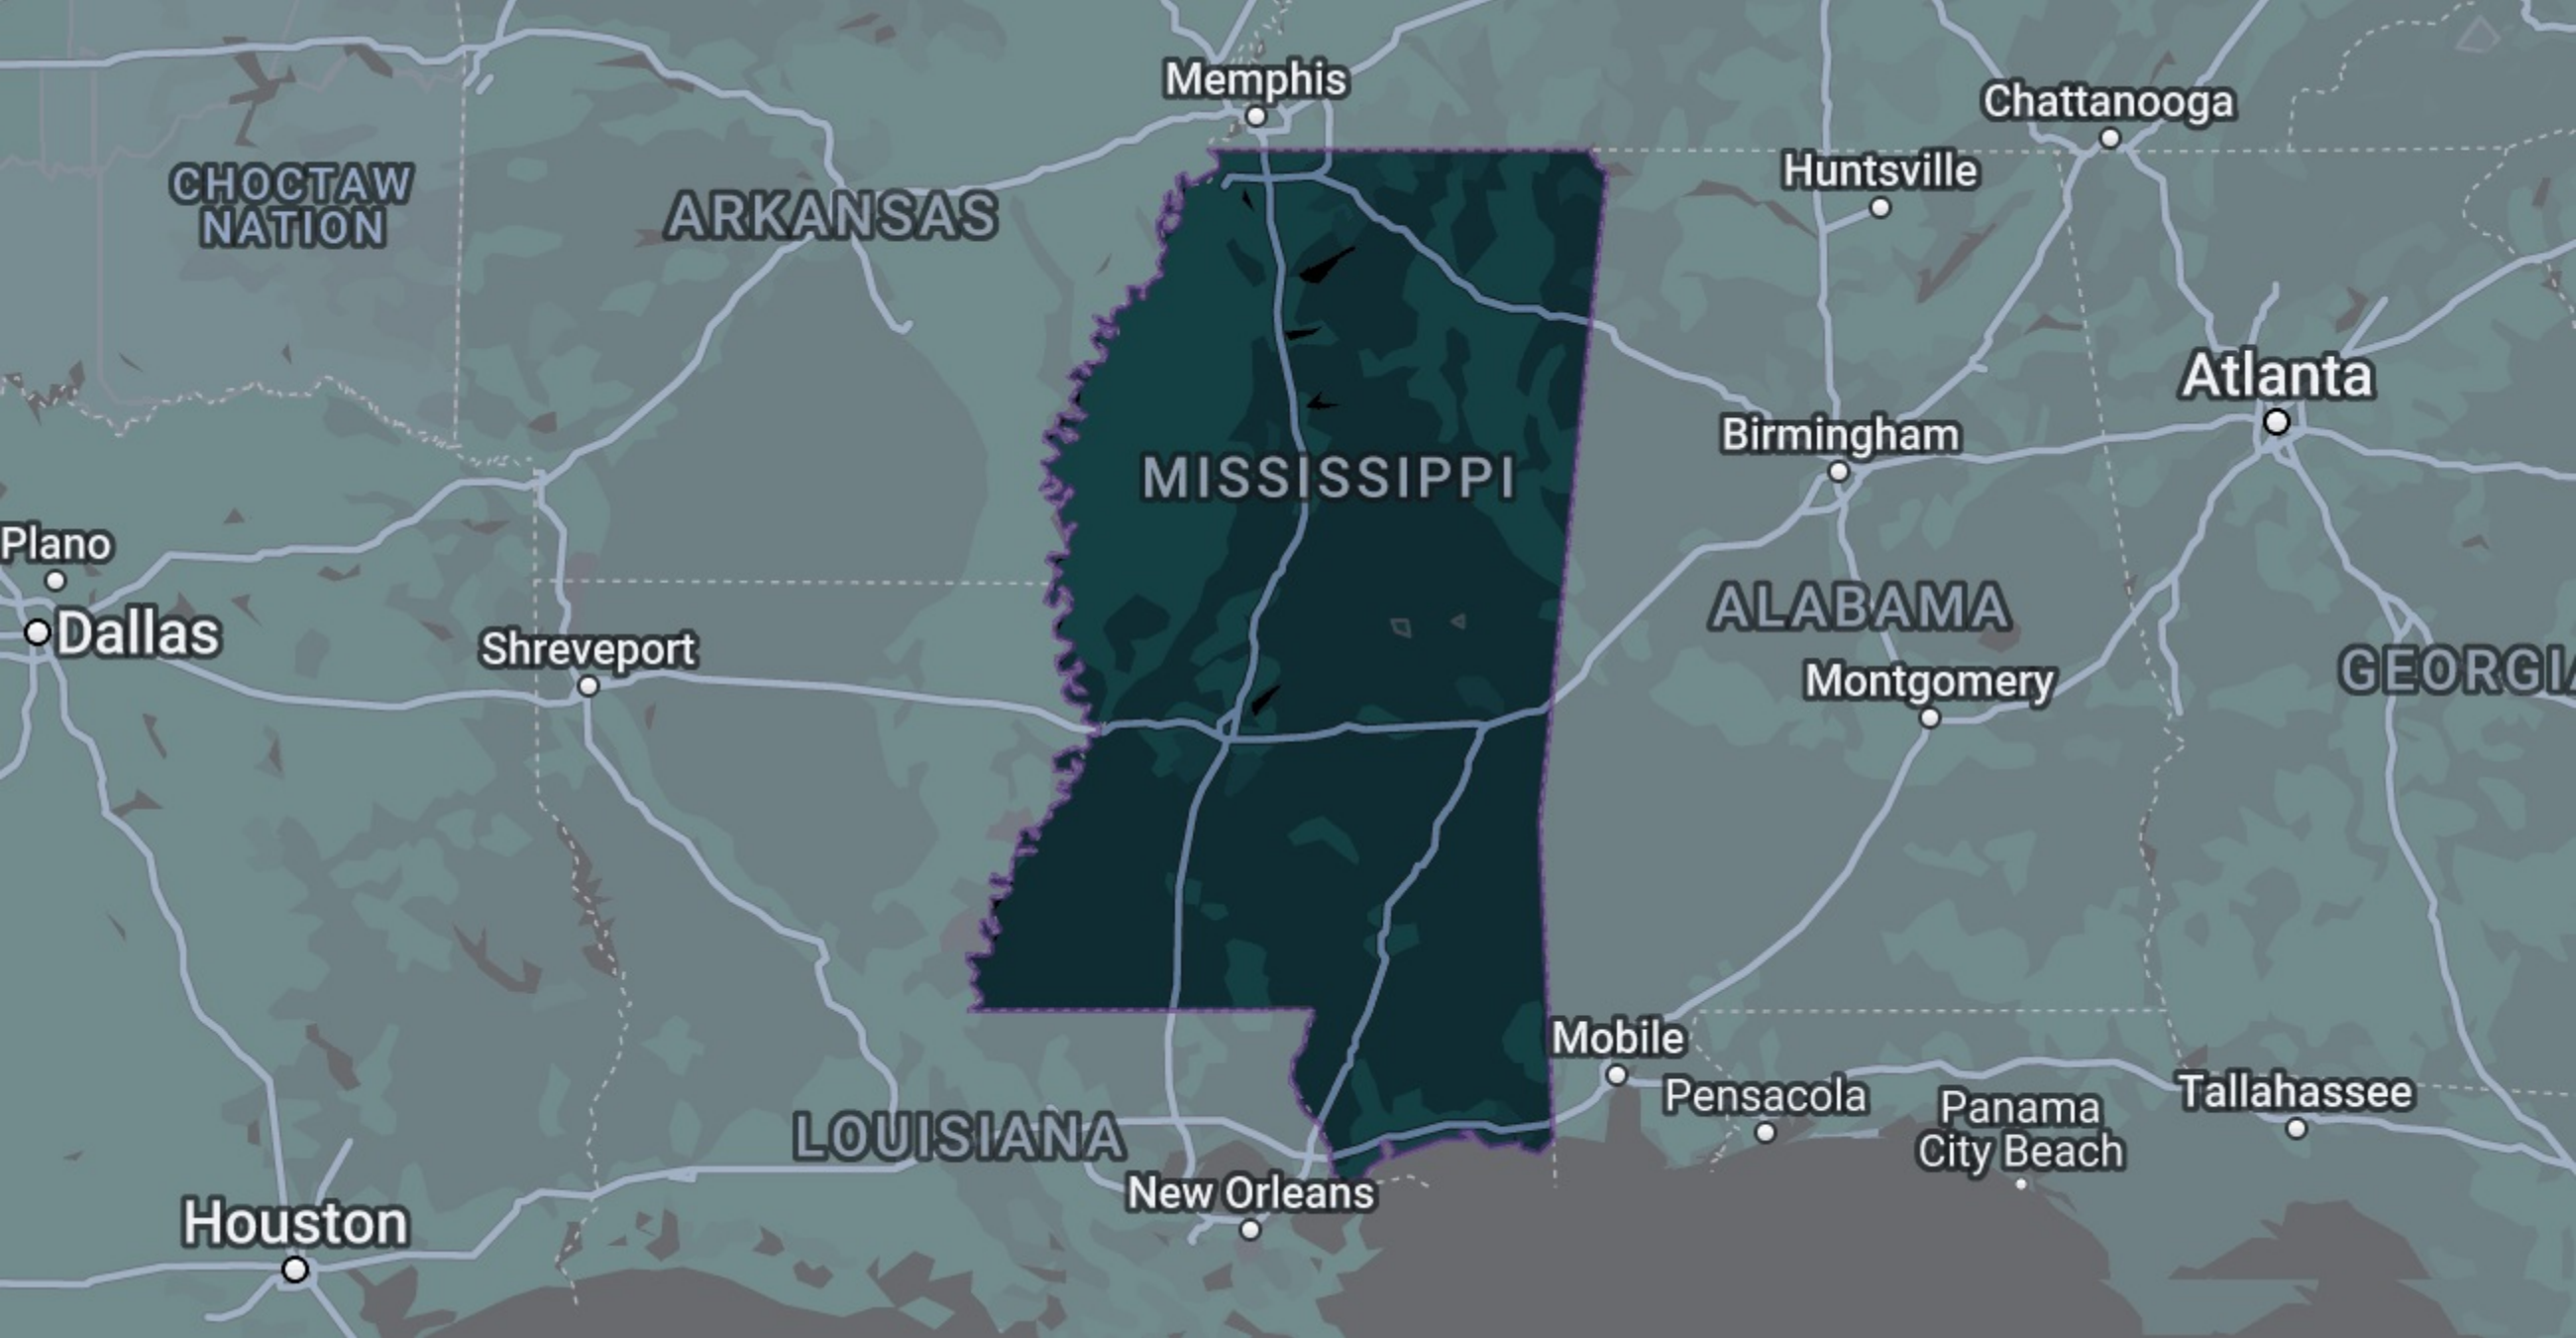 Memphis
Chattanooga
Huntsville
CHOCTAW
NATION
ARKANSAS
Atlanta
Birmingham
MISSISSIPPI
Plano
Dallas
ALABAMA
Shreveport
GEORGIA
Montgomery
Mobile
Pensacola
Tallahassee
Panama
City Beach
LOUISIANA
New Orleans
Houston